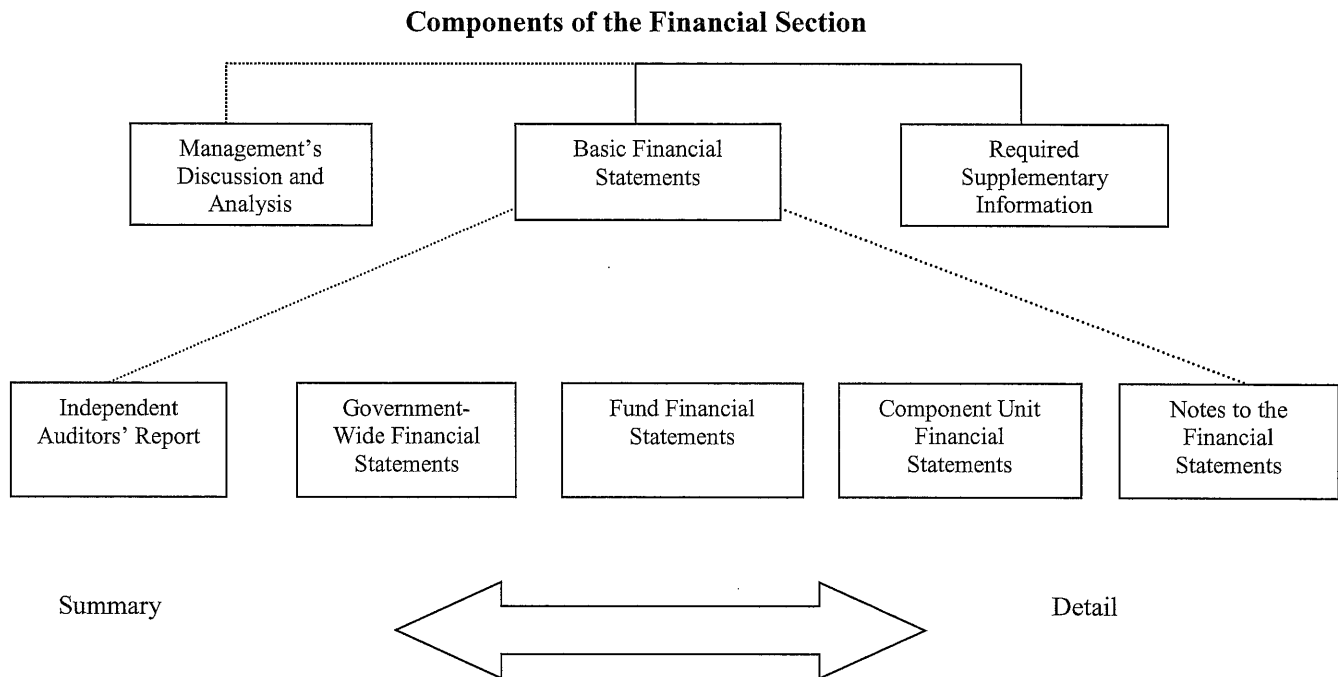 Components of the Financial Section
Management’s
Discussion and
Analysis
Basic Financial
Statements
Required
Supplementary
Information
Independent
Auditors’ Report
Government-
Wide Financial
Statements
Fund Financial
Statements
Component Unit
Financial
Statements
Notes to the
Financial
Statements
Summary
Detail